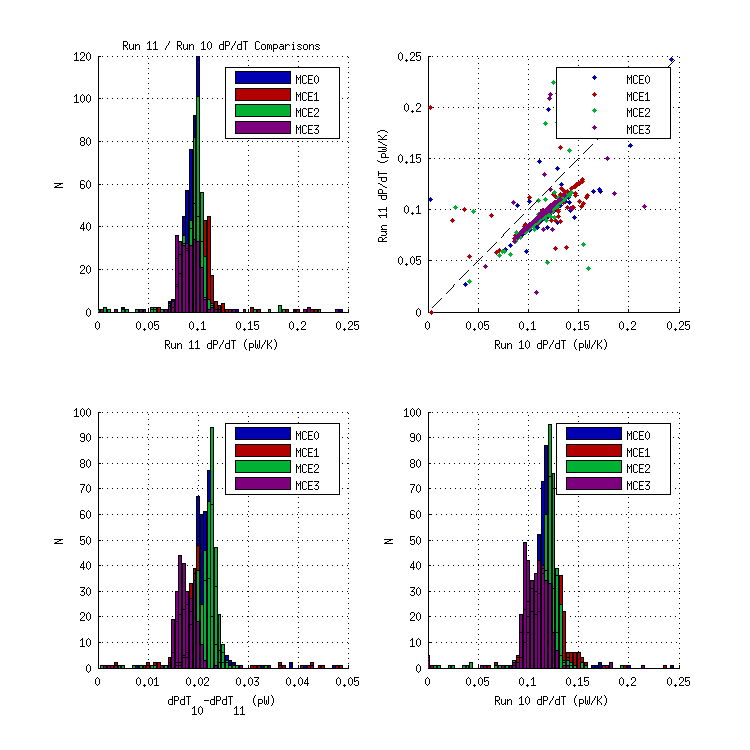 Run 11 / Run 10 dP/dT Comparisons
120
100
80
60
40
20
0
N
0 0.05 0.1 0.15 0.2 0.25
Run 11 dP/dT (pW/K)
MCE0
MCE1
MCE2
MCE3
0.25
0.2
0.15
0.1
0.05
0
Run 11 dP/dT (pW/K)
0 0.05 0.1 0.15 0.2 0.25
Run 10 dP/dT (pW/K)
MCE0
MCE1
MCE2
MCE3
100
90
80
70
60
50
40
30
20
10
0
N
0 0.01 0.02 0.03 0.04 0.05
dPdT10-dPdT11 (pW)
MCE0
MCE1
MCE2
MCE3
100
90
80
70
60
50
40
30
20
10
0
N
0 0.05 0.1 0.15 0.2 0.25
Run 10 dP/dT (pW/K)
MCE0
MCE1
MCE2
MCE3